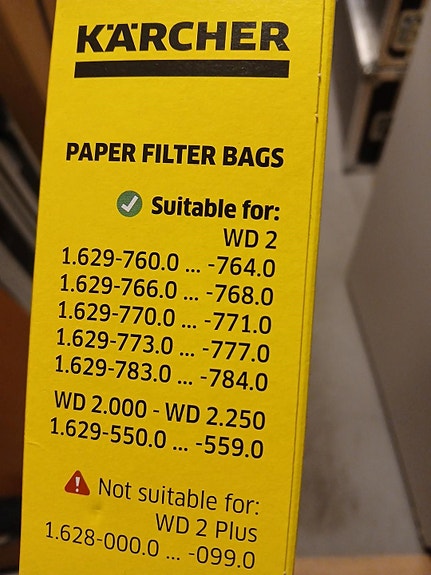 KÄRCHER
PAPER FILTER BAGS
Suitable for:
WD 2
1.629-760.0 ... -764.0
1.629-766.0 ... -768.0
1.629-770.0 ... -771.0
1.629-773.0 ... -777.0
1.629-783.0 ... -784.0
WD 2.000 - WD 2.250
1.629-550.0 ... -559.0
Not suitable for:
WD 2 Plus
1.628-000.0 ... -099.0